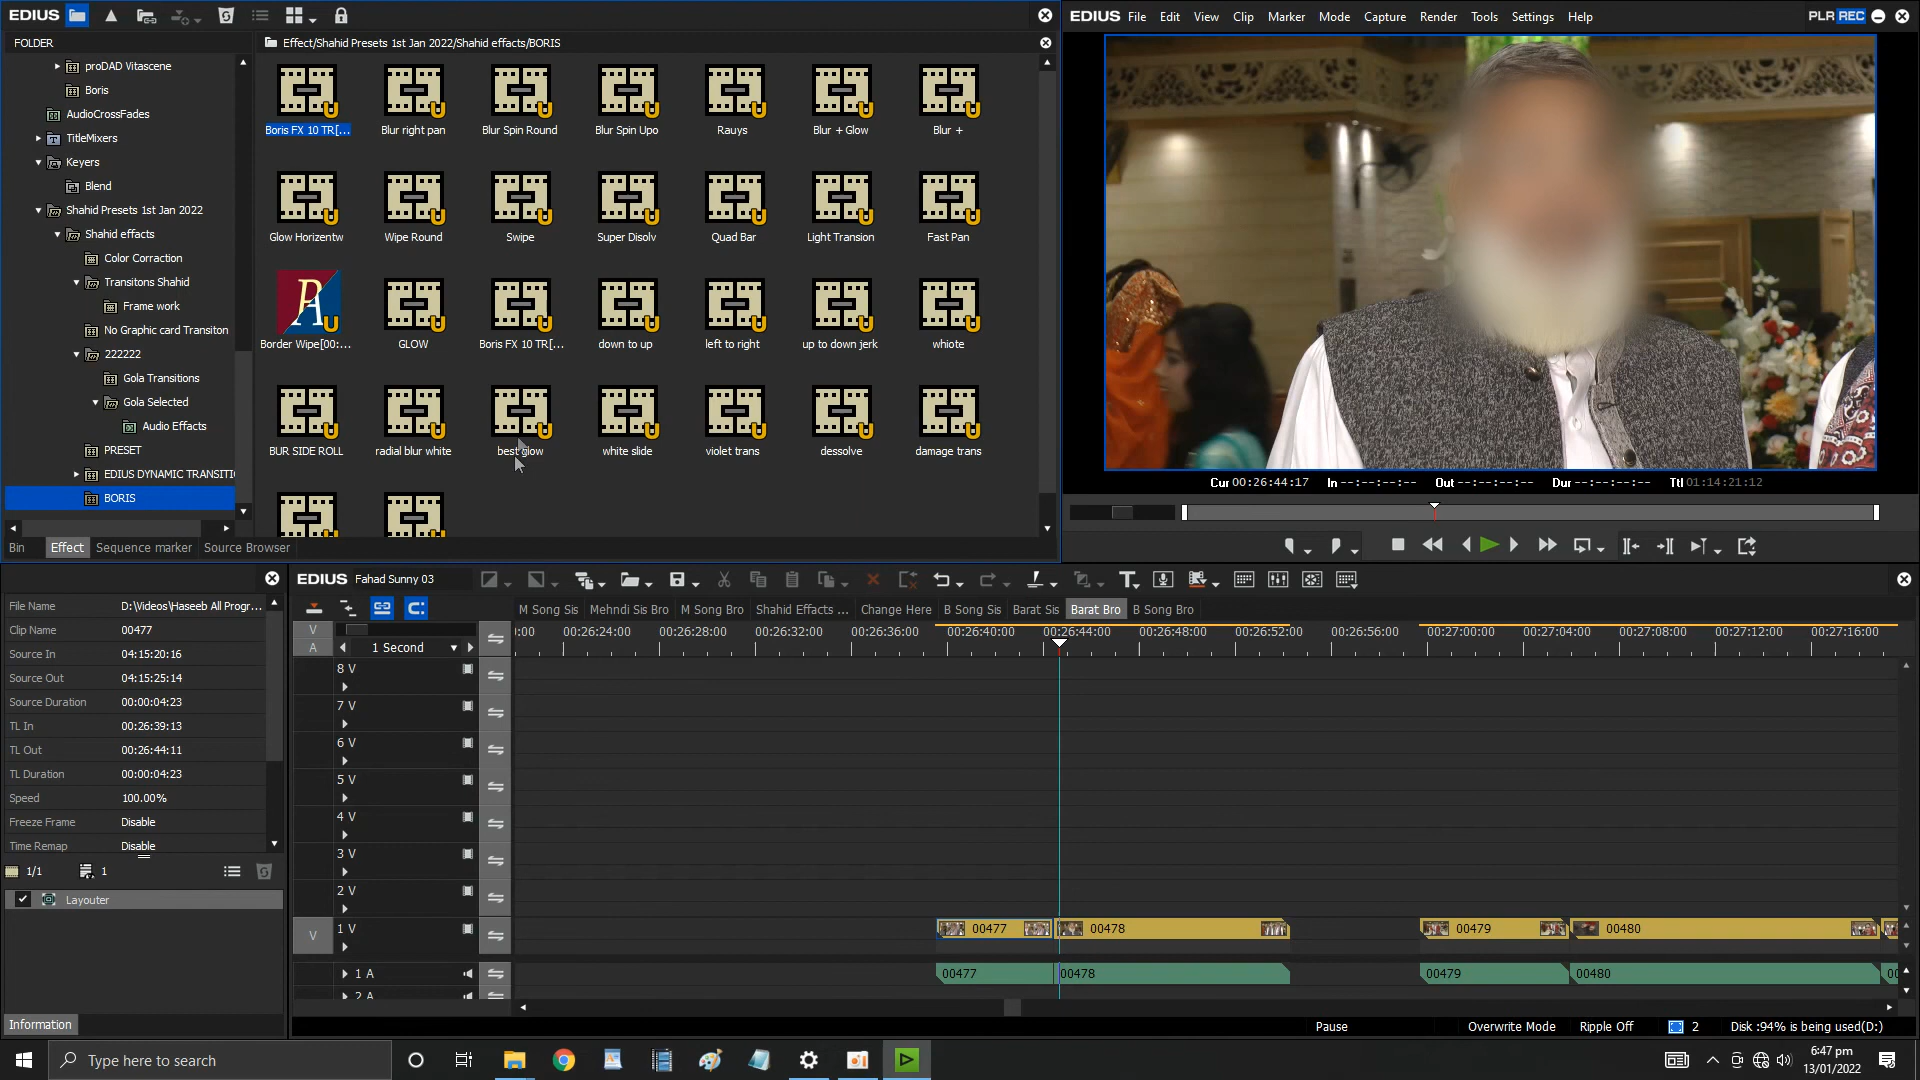 EDIUS
FOLDER
proDAD Vitascene
Boris
AudioCrossFades
TitleMixers
Keyers
Blend
Shahid Presets 1st Jan 2022
Shahid effects
Color Corraction
Transitons Shahid
Frame work
No Graphic card Transiton
222222
Gola Transitions
Gola Selected
Audio Effects
PRESET
EDIUS DYNAMIC TRANSITI
BORIS
Effect/Shahid Presets 1st Jan 2022/Shahid effects/BORIS
Boris FX 10 TR[... Blur right pan Blur Spin Round Blur Spin Upo Rauys Blur + Glow Blur +
Glow Horizentw Wipe Round Swipe Super Disolv Quad Bar Light Transion Fast Pan
Border Wipe[00:... GLOW Boris FX 10 TR[... down to up left to right up to down jerk whiote
BUR SIDE ROLL radial blur white best glow white slide violet trans dessolve damage trans
Bin Effect Sequence marker Source Browser
EDIUS File Edit View Clip Marker Mode Capture Render Tools Settings Help PLR REC
Cur 00:26:44:17 In --:--:--:-- Out --:--:--:-- Dur --:--:--:-- Ttl 01:14:21:12
File Name D:\Videos\Haseeb All Progr...
Clip Name 00477
Source In 04:15:20:16
Source Out 04:15:25:14
Source Duration 00:00:04:23
TL In 00:26:39:13
TL Out 00:26:44:11
TL Duration 00:00:04:23
Speed 100.00%
Freeze Frame Disable
Time Remap Disable
1/1 1
Layouter
Information
EDIUS Fahad Sunny 03
M Song Sis Mehndi Sis Bro M Song Bro Shahid Effects ... Change Here B Song Sis Barat Sis Barat Bro B Song Bro
V
A
1 Second
0:00 00:26:24:00 00:26:28:00 00:26:32:00 00:26:36:00 00:26:40:00 00:26:44:00 00:26:48:00 00:26:52:00 00:26:56:00 00:27:00:00 00:27:04:00 00:27:08:00 00:27:12:00 00:27:16:00
8 V
7 V
6 V
5 V
4 V
3 V
2 V
V 1 V 00477 00478 00479 00480
1 A 00477 00478 00479 00480 00
2 A
Pause Overwrite Mode Ripple Off 2 Disk :94% is being used(D:)
Type here to search
6:47 pm
13/01/2022